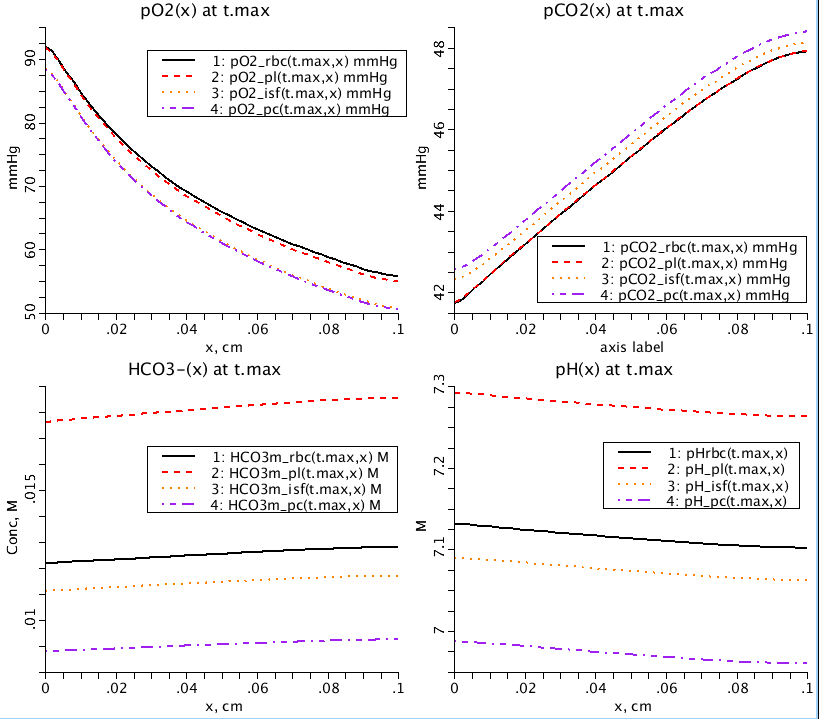 pO2(x) at t.max
mmHg
90
80
70
60
50
1: pO2_rbc(t.max,x) mmHg
2: pO2_pl(t.max,x) mmHg
3: pO2_isf(t.max,x) mmHg
4: pO2_pc(t.max,x) mmHg
0 .02 .04 .06 .08 .1
x, cm
pCO2(x) at t.max
mmHg
48
46
44
42
1: pCO2_rbc(t.max,x) mmHg
2: pCO2_pl(t.max,x) mmHg
3: pCO2_isf(t.max,x) mmHg
4: pCO2_pc(t.max,x) mmHg
0 .02 .04 .06 .08 .1
axis label
HCO3-(x) at t.max
Conc, M
.015
.01
1: HCO3m_rbc(t.max,x) M
2: HCO3m_pl(t.max,x) M
3: HCO3m_isf(t.max,x) M
4: HCO3m_pc(t.max,x) M
0 .02 .04 .06 .08 .1
x, cm
pH(x) at t.max
M
7.3
7.2
7.1
7
1: pHrbc(t.max,x)
2: pH_pl(t.max,x)
3: pH_isf(t.max,x)
4: pH_pc(t.max,x)
0 .02 .04 .06 .08 .1
x, cm